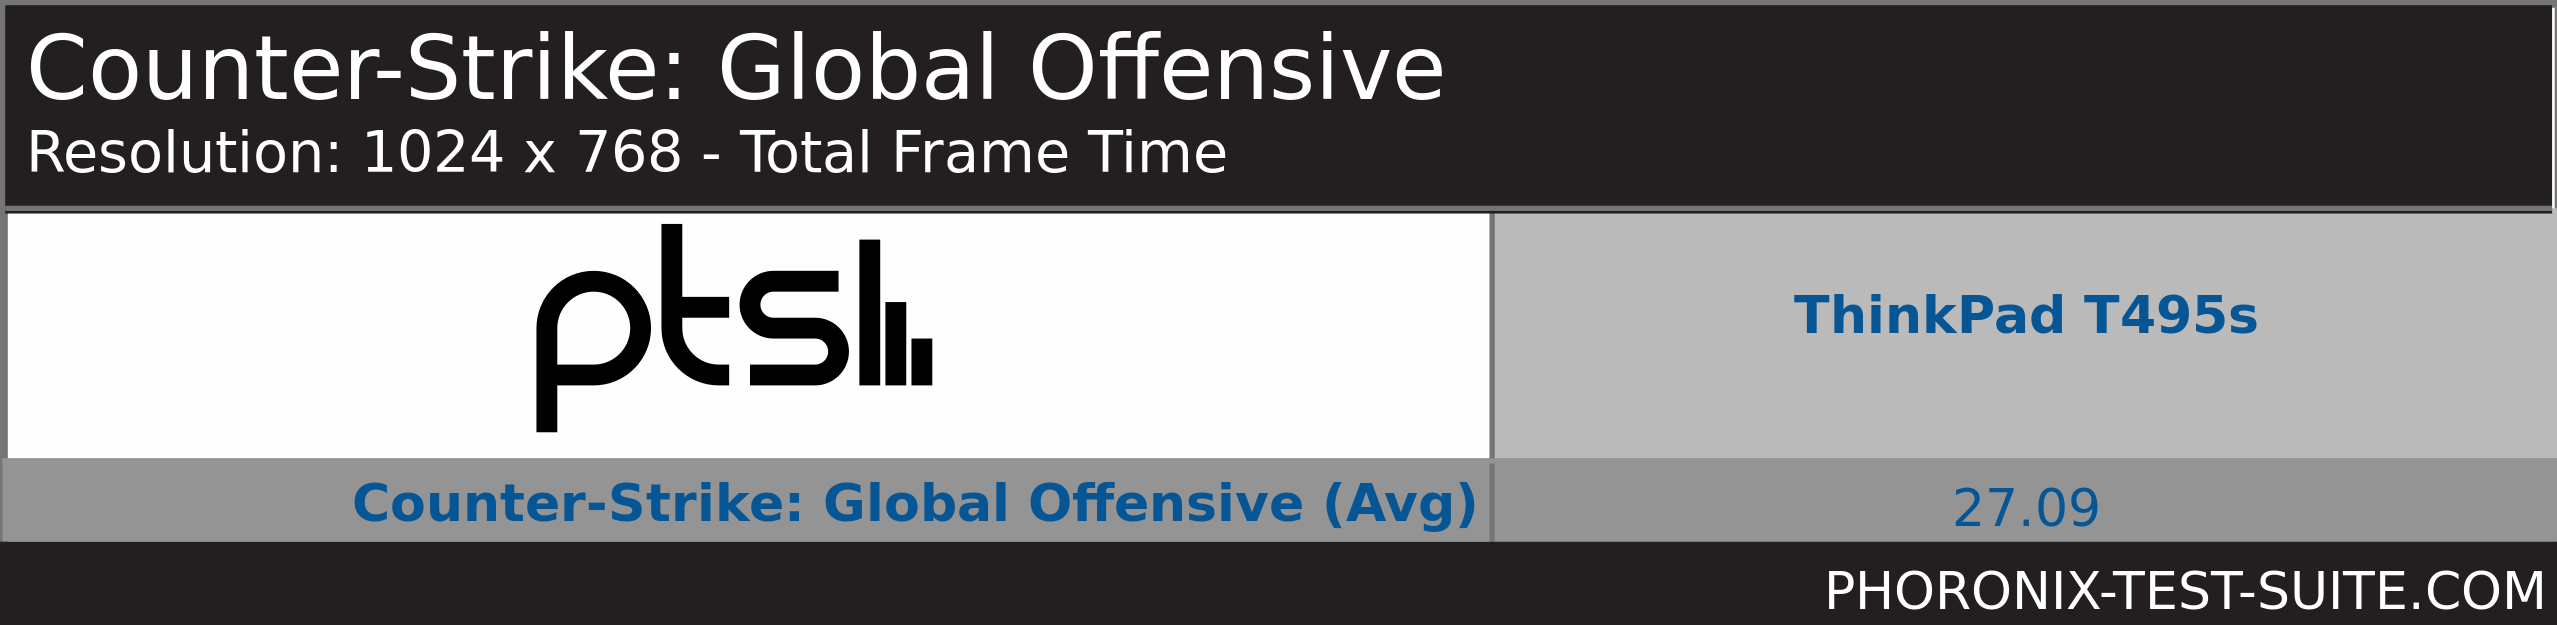 Counter-Strike: Global Offensive
Resolution: 1024 x 768 - Total Frame Time
pts
ThinkPad T495s
Counter-Strike: Global Offensive (Avg)
27.09
PHORONIX-TEST-SUITE.COM